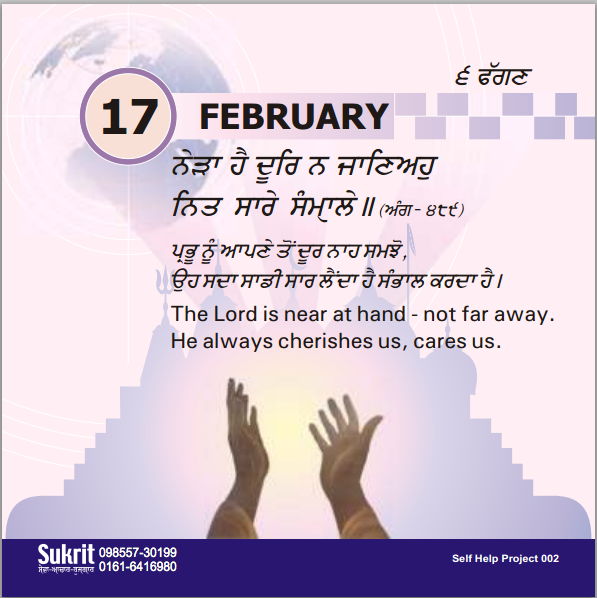 ੬ ਫੱਗਣ
17 FEBRUARY
ਨੇੜਾ ਹੈ ਦੂਰਿ ਨ ਜਾਣਿਅਹੁ
ਨਿਤ ਸਾਰੇ ਸੰਮ੍ਹਾਲੇ॥ (ਅੰਗ - ੪੮੯)
ਪ੍ਰਭੂ ਨੂੰ ਆਪਣੇ ਤੋਂ ਦੂਰ ਨਾਹ ਸਮਝੋ,
ਉਹ ਸਦਾ ਸਾਡੀ ਸਾਰ ਲੈਂਦਾ ਹੈ ਸੰਭਾਲ ਕਰਦਾ ਹੈ।
The Lord is near at hand - not far away.
He always cherishes us, cares us.
Sukrit 098557-30199
ਸੇਵਾ-ਆਚਾਰ-ਰੁਜ਼ਗਾਰ 0161-6416980
Self Help Project 002